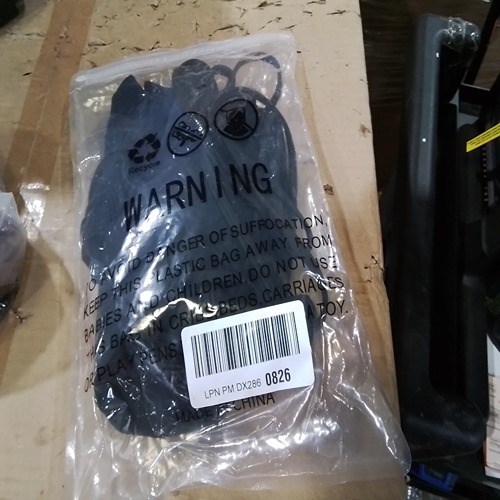 Recycle
WARNING
TO AVOID DANGER OF SUFFOCATION,
KEEP THIS PLASTIC BAG AWAY FROM
BABIES AND CHILDREN. DO NOT USE
THIS BAG IN CRIBS, BEDS, CARRIAGES
OR PLAY PENS. A TOY.
LPN PM DX286 0826
MADE IN CHINA